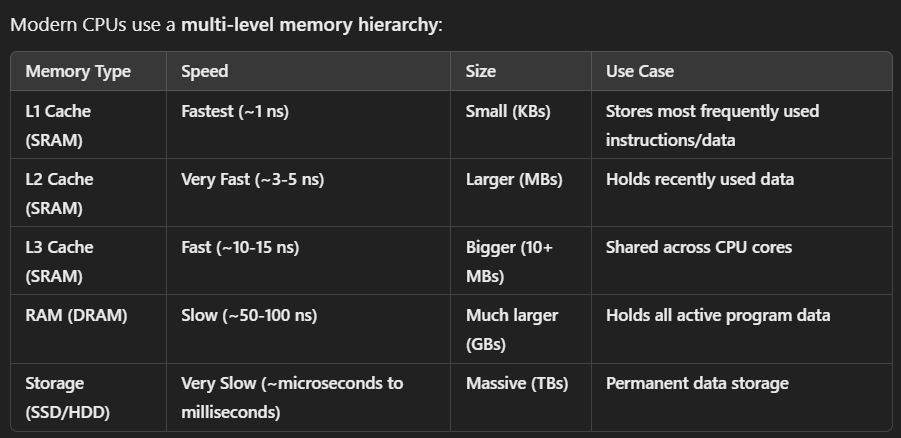 Modern CPUs use a multi-level memory hierarchy:
Memory Type Speed Size Use Case
L1 Cache (SRAM) Fastest (~1 ns) Small (KBs) Stores most frequently used instructions/data
L2 Cache (SRAM) Very Fast (~3-5 ns) Larger (MBs) Holds recently used data
L3 Cache (SRAM) Fast (~10-15 ns) Bigger (10+ MBs) Shared across CPU cores
RAM (DRAM) Slow (~50-100 ns) Much larger (GBs) Holds all active program data
Storage (SSD/HDD) Very Slow (~microseconds to milliseconds) Massive (TBs) Permanent data storage